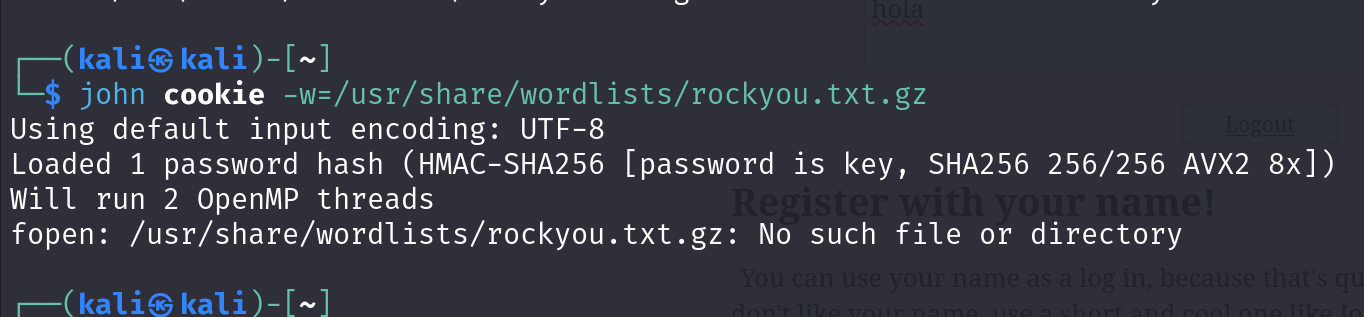 hola
┌──(kali㉿kali)-[~]
└─$ john cookie -w=/usr/share/wordlists/rockyou.txt.gz
Using default input encoding: UTF-8
Logout
Loaded 1 password hash (HMAC-SHA256 [password is key, SHA256 256/256 AVX2 8x])
Will run 2 OpenMP threads
Register with your name!
fopen: /usr/share/wordlists/rockyou.txt.gz: No such file or directory
You can use your name as a log in, because that's
┌──(kali㉿kali)-[~]
don't like your name, use a short and cool one like